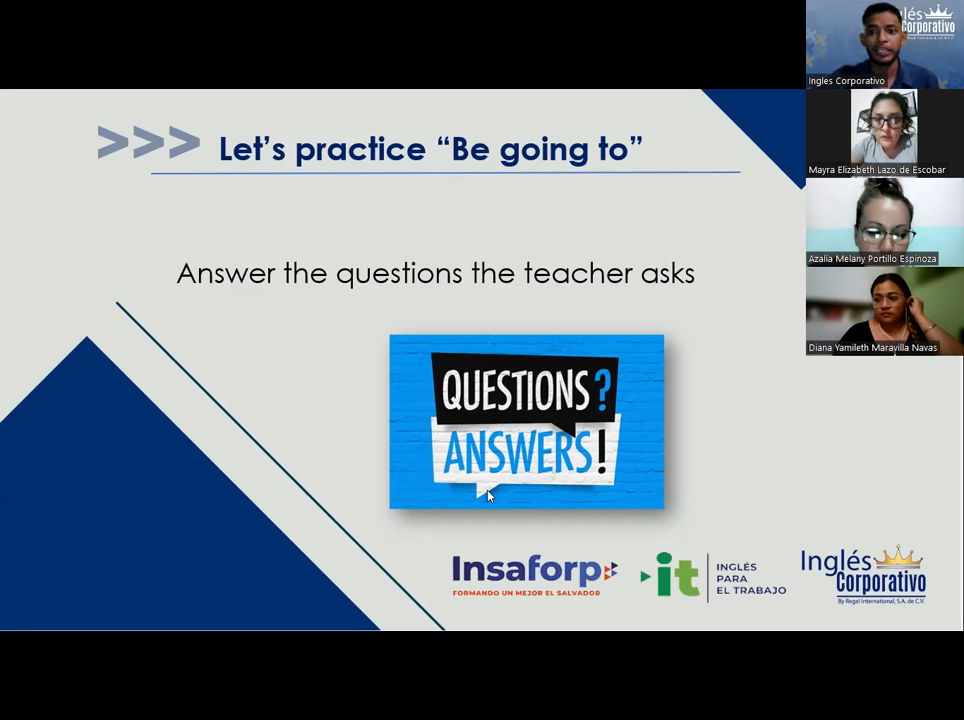 >>> Let's practice “Be going to”
Answer the questions the teacher asks
QUESTIONS?
ANSWERS!
Insaforp
FORMANDO UN MEJOR EL SALVADOR
it
INGLÉS
PARA
EL TRABAJO
Inglés
Corporativo
By Regal International, S.A. de C.V.
lés
Corporativo
Ingles Corporativo
Mayra Elizabeth Lazo de Escobar
Azalia Melany Portillo Espinoza
Diana Yamileth Maravilla Navas